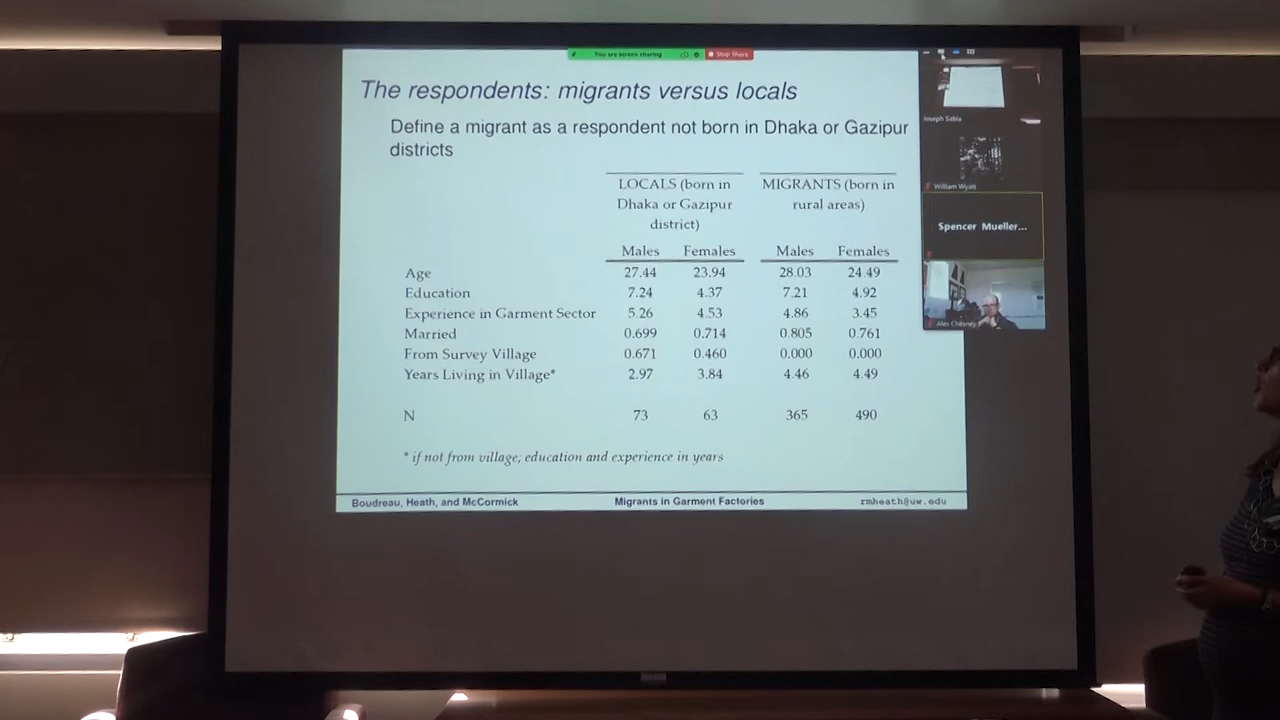 You are screen sharing Stop Share
The respondents: migrants versus locals
Define a migrant as a respondent not born in Dhaka or Gazipur
districts
LOCALS (born in MIGRANTS (born in
Dhaka or Gazipur rural areas)
district)
Males Females Males Females
Age 27.44 23.94 28.03 24.49
Education 7.24 4.37 7.21 4.92
Experience in Garment Sector 5.26 4.53 4.86 3.45
Married 0.699 0.714 0.805 0.761
From Survey Village 0.671 0.460 0.000 0.000
Years Living in Village* 2.97 3.84 4.46 4.49
N 73 63 365 490
* if not from village; education and experience in years
Boudreau, Heath, and McCormick Migrants in Garment Factories rmheath@uw.edu
Joseph Sabia
William Wyatt
Spencer Mueller...
Alex Chesney